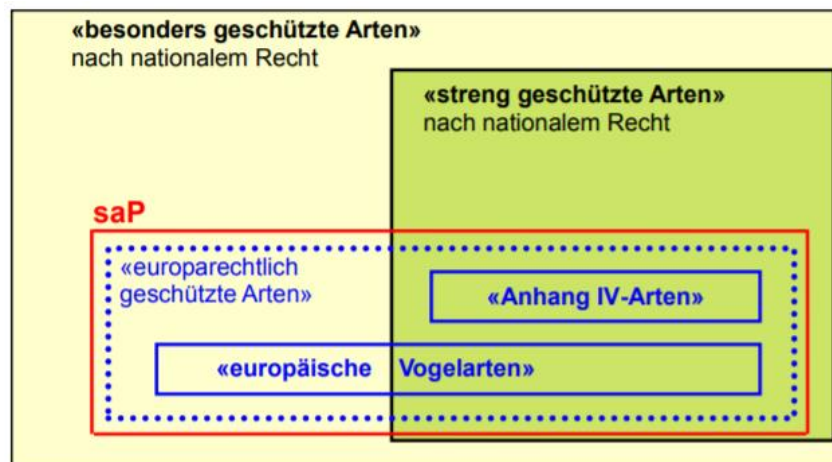 «besonders geschützte Arten»
nach nationalem Recht
«streng geschützte Arten»
nach nationalem Recht
saP
«europarechtlich
geschützte Arten»
«Anhang IV-Arten»
«europäische Vogelarten»